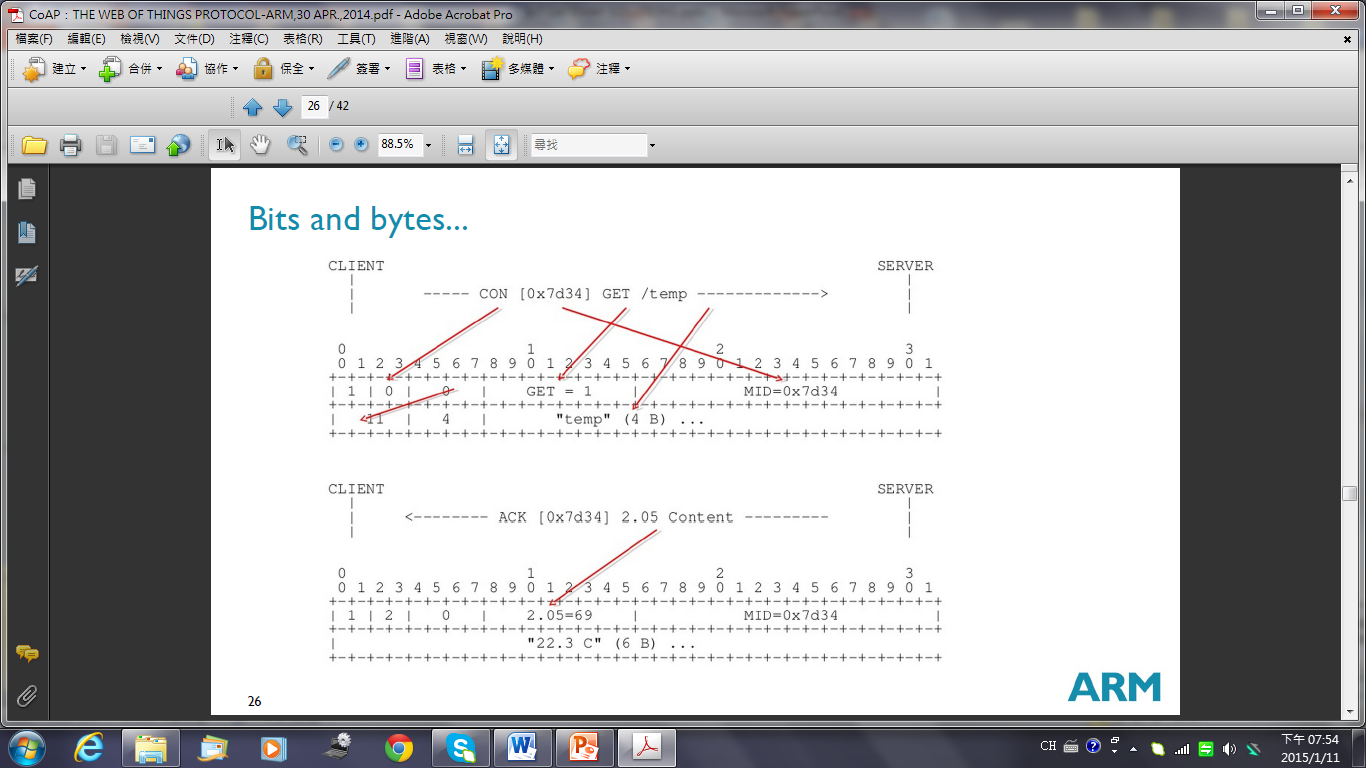 CoAP : THE WEB OF THINGS PROTOCOL-ARM,30 APR.,2014.pdf - Adobe Acrobat Pro
檔案(F) 編輯(E) 檢視(V) 文件(D) 注釋(C) 表格(R) 工具(T) 進階(A) 視窗(W) 說明(H)
建立 合併 協作 保全 簽署 表格 多媒體 注釋
26 / 42
88.5% 尋找
Bits and bytes...
CLIENT SERVER
| |
| ----- CON [0x7d34] GET /temp -------------> |
| |
0 1 2 3
0 1 2 3 4 5 6 7 8 9 0 1 2 3 4 5 6 7 8 9 0 1 2 3 4 5 6 7 8 9 0 1
+-+-+-+-+-+-+-+-+-+-+-+-+-+-+-+-+-+-+-+-+-+-+-+-+-+-+-+-+-+-+-+-+
| 1 | 0 | 0 | GET = 1 | MID=0x7d34 |
+-+-+-+-+-+-+-+-+-+-+-+-+-+-+-+-+-+-+-+-+-+-+-+-+-+-+-+-+-+-+-+-+
| 11 | 4 | "temp" (4 B) ...
+-+-+-+-+-+-+-+-+-+-+-+-+-+-+-+-+-+-+-+-+-+-+-+-+-+-+-+-+-+-+-+-+
CLIENT SERVER
| |
| <-------- ACK [0x7d34] 2.05 Content --------- |
| |
0 1 2 3
0 1 2 3 4 5 6 7 8 9 0 1 2 3 4 5 6 7 8 9 0 1 2 3 4 5 6 7 8 9 0 1
+-+-+-+-+-+-+-+-+-+-+-+-+-+-+-+-+-+-+-+-+-+-+-+-+-+-+-+-+-+-+-+-+
| 1 | 2 | 0 | 2.05=69 | MID=0x7d34 |
+-+-+-+-+-+-+-+-+-+-+-+-+-+-+-+-+-+-+-+-+-+-+-+-+-+-+-+-+-+-+-+-+
| "22.3 C" (6 B) ...
+-+-+-+-+-+-+-+-+-+-+-+-+-+-+-+-+-+-+-+-+-+-+-+-+-+-+-+-+-+-+-+-+
ARM
26
CH
下午 07:54
2015/1/11